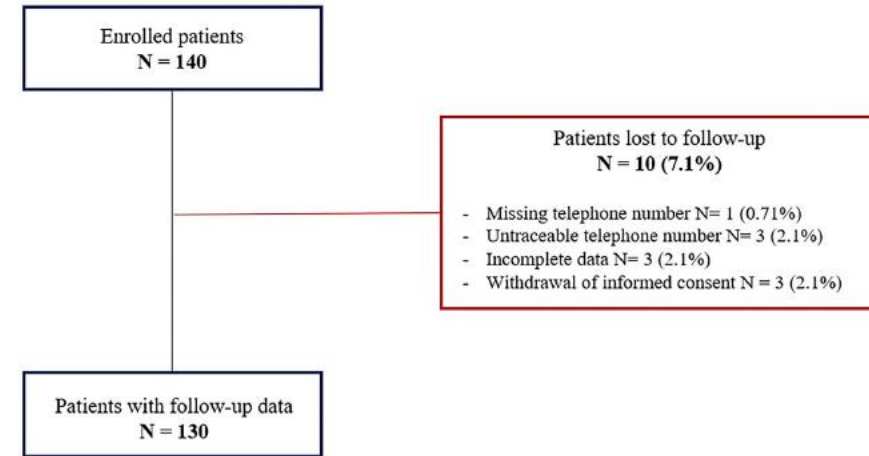 Enrolled patients
N = 140
Patients lost to follow-up
N = 10 (7.1%)
- Missing telephone number N= 1 (0.71%)
- Untraceable telephone number N= 3 (2.1%)
- Incomplete data N= 3 (2.1%)
- Withdrawal of informed consent N = 3 (2.1%)
Patients with follow-up data
N = 130